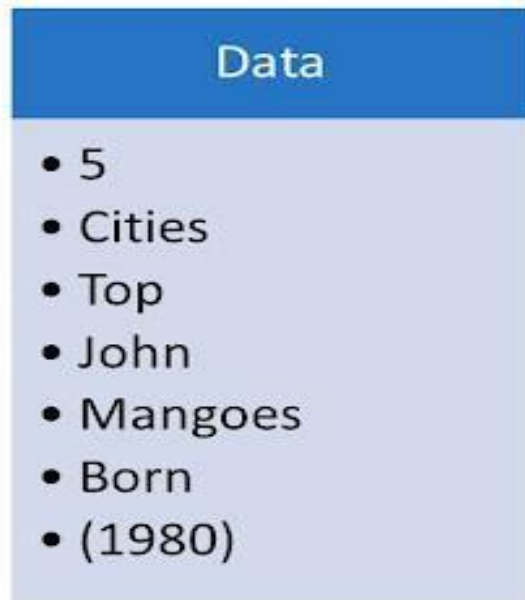 Data
• 5
• Cities
• Top
• John
• Mangoes
• Born
• (1980)